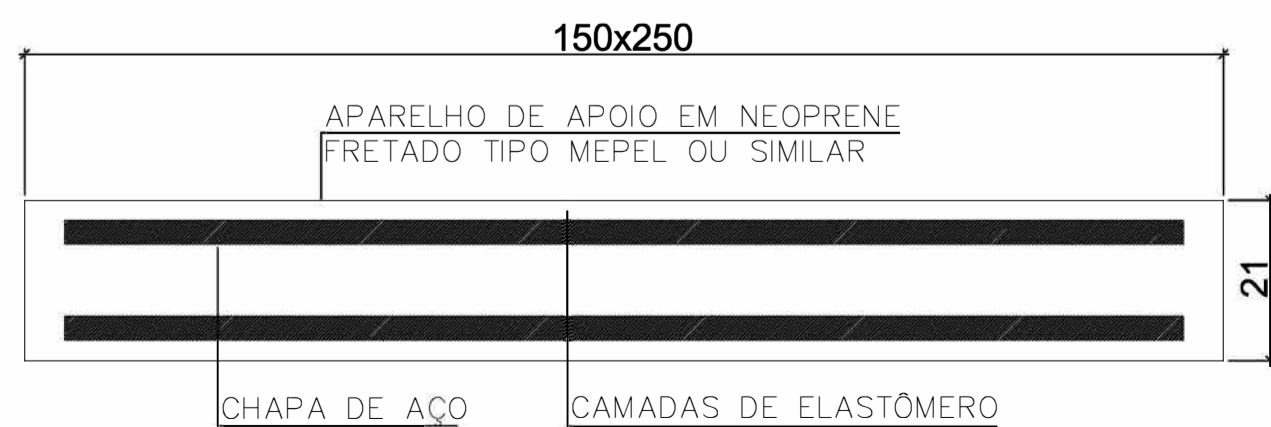 150x250
APARELHO DE APOIO EM NEOPRENE
FRETADO TIPO MEPEL OU SIMILAR
21
CHAPA DE AÇO
CAMADAS DE ELASTÔMERO